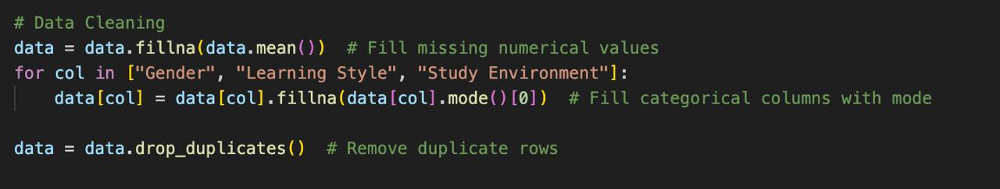 # Data Cleaning
data = data.fillna(data.mean())  # Fill missing numerical values
for col in ["Gender", "Learning Style", "Study Environment"]:
    data[col] = data[col].fillna(data[col].mode()[0])  # Fill categorical columns with mode
data = data.drop_duplicates()  # Remove duplicate rows